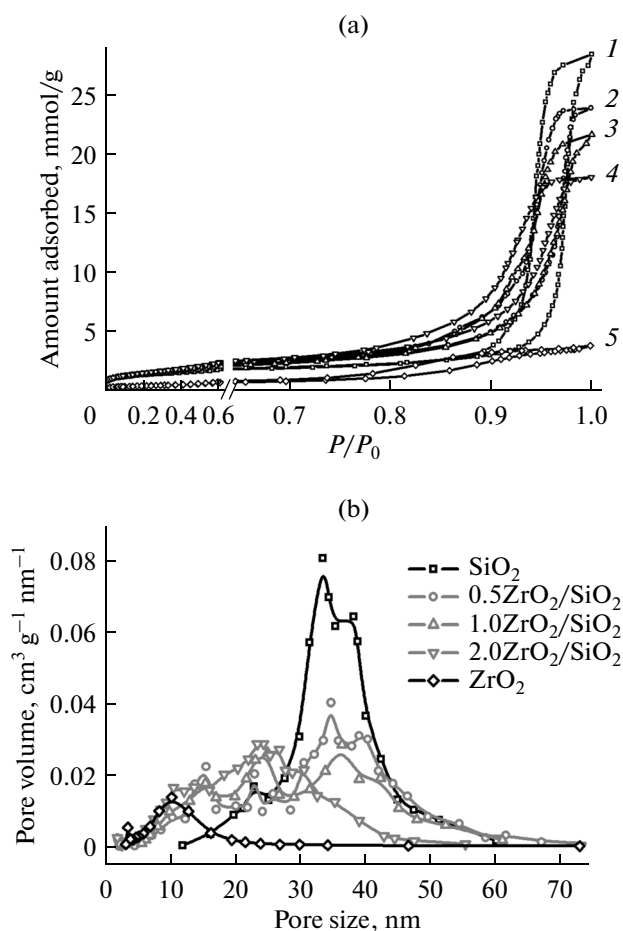 (a)
Amount adsorbed, mmol/g
25
20
15
10
5
0
0.2 0.4 0.6 0.7 0.8 0.9 1.0
P/P₀
1
2
3
4
5
(b)
Pore volume, cm³ g⁻¹ nm⁻¹
0.08
0.06
0.04
0.02
0
SiO₂
0.5ZrO₂/SiO₂
1.0ZrO₂/SiO₂
2.0ZrO₂/SiO₂
ZrO₂
0 10 20 30 40 50 60 70
Pore size, nm